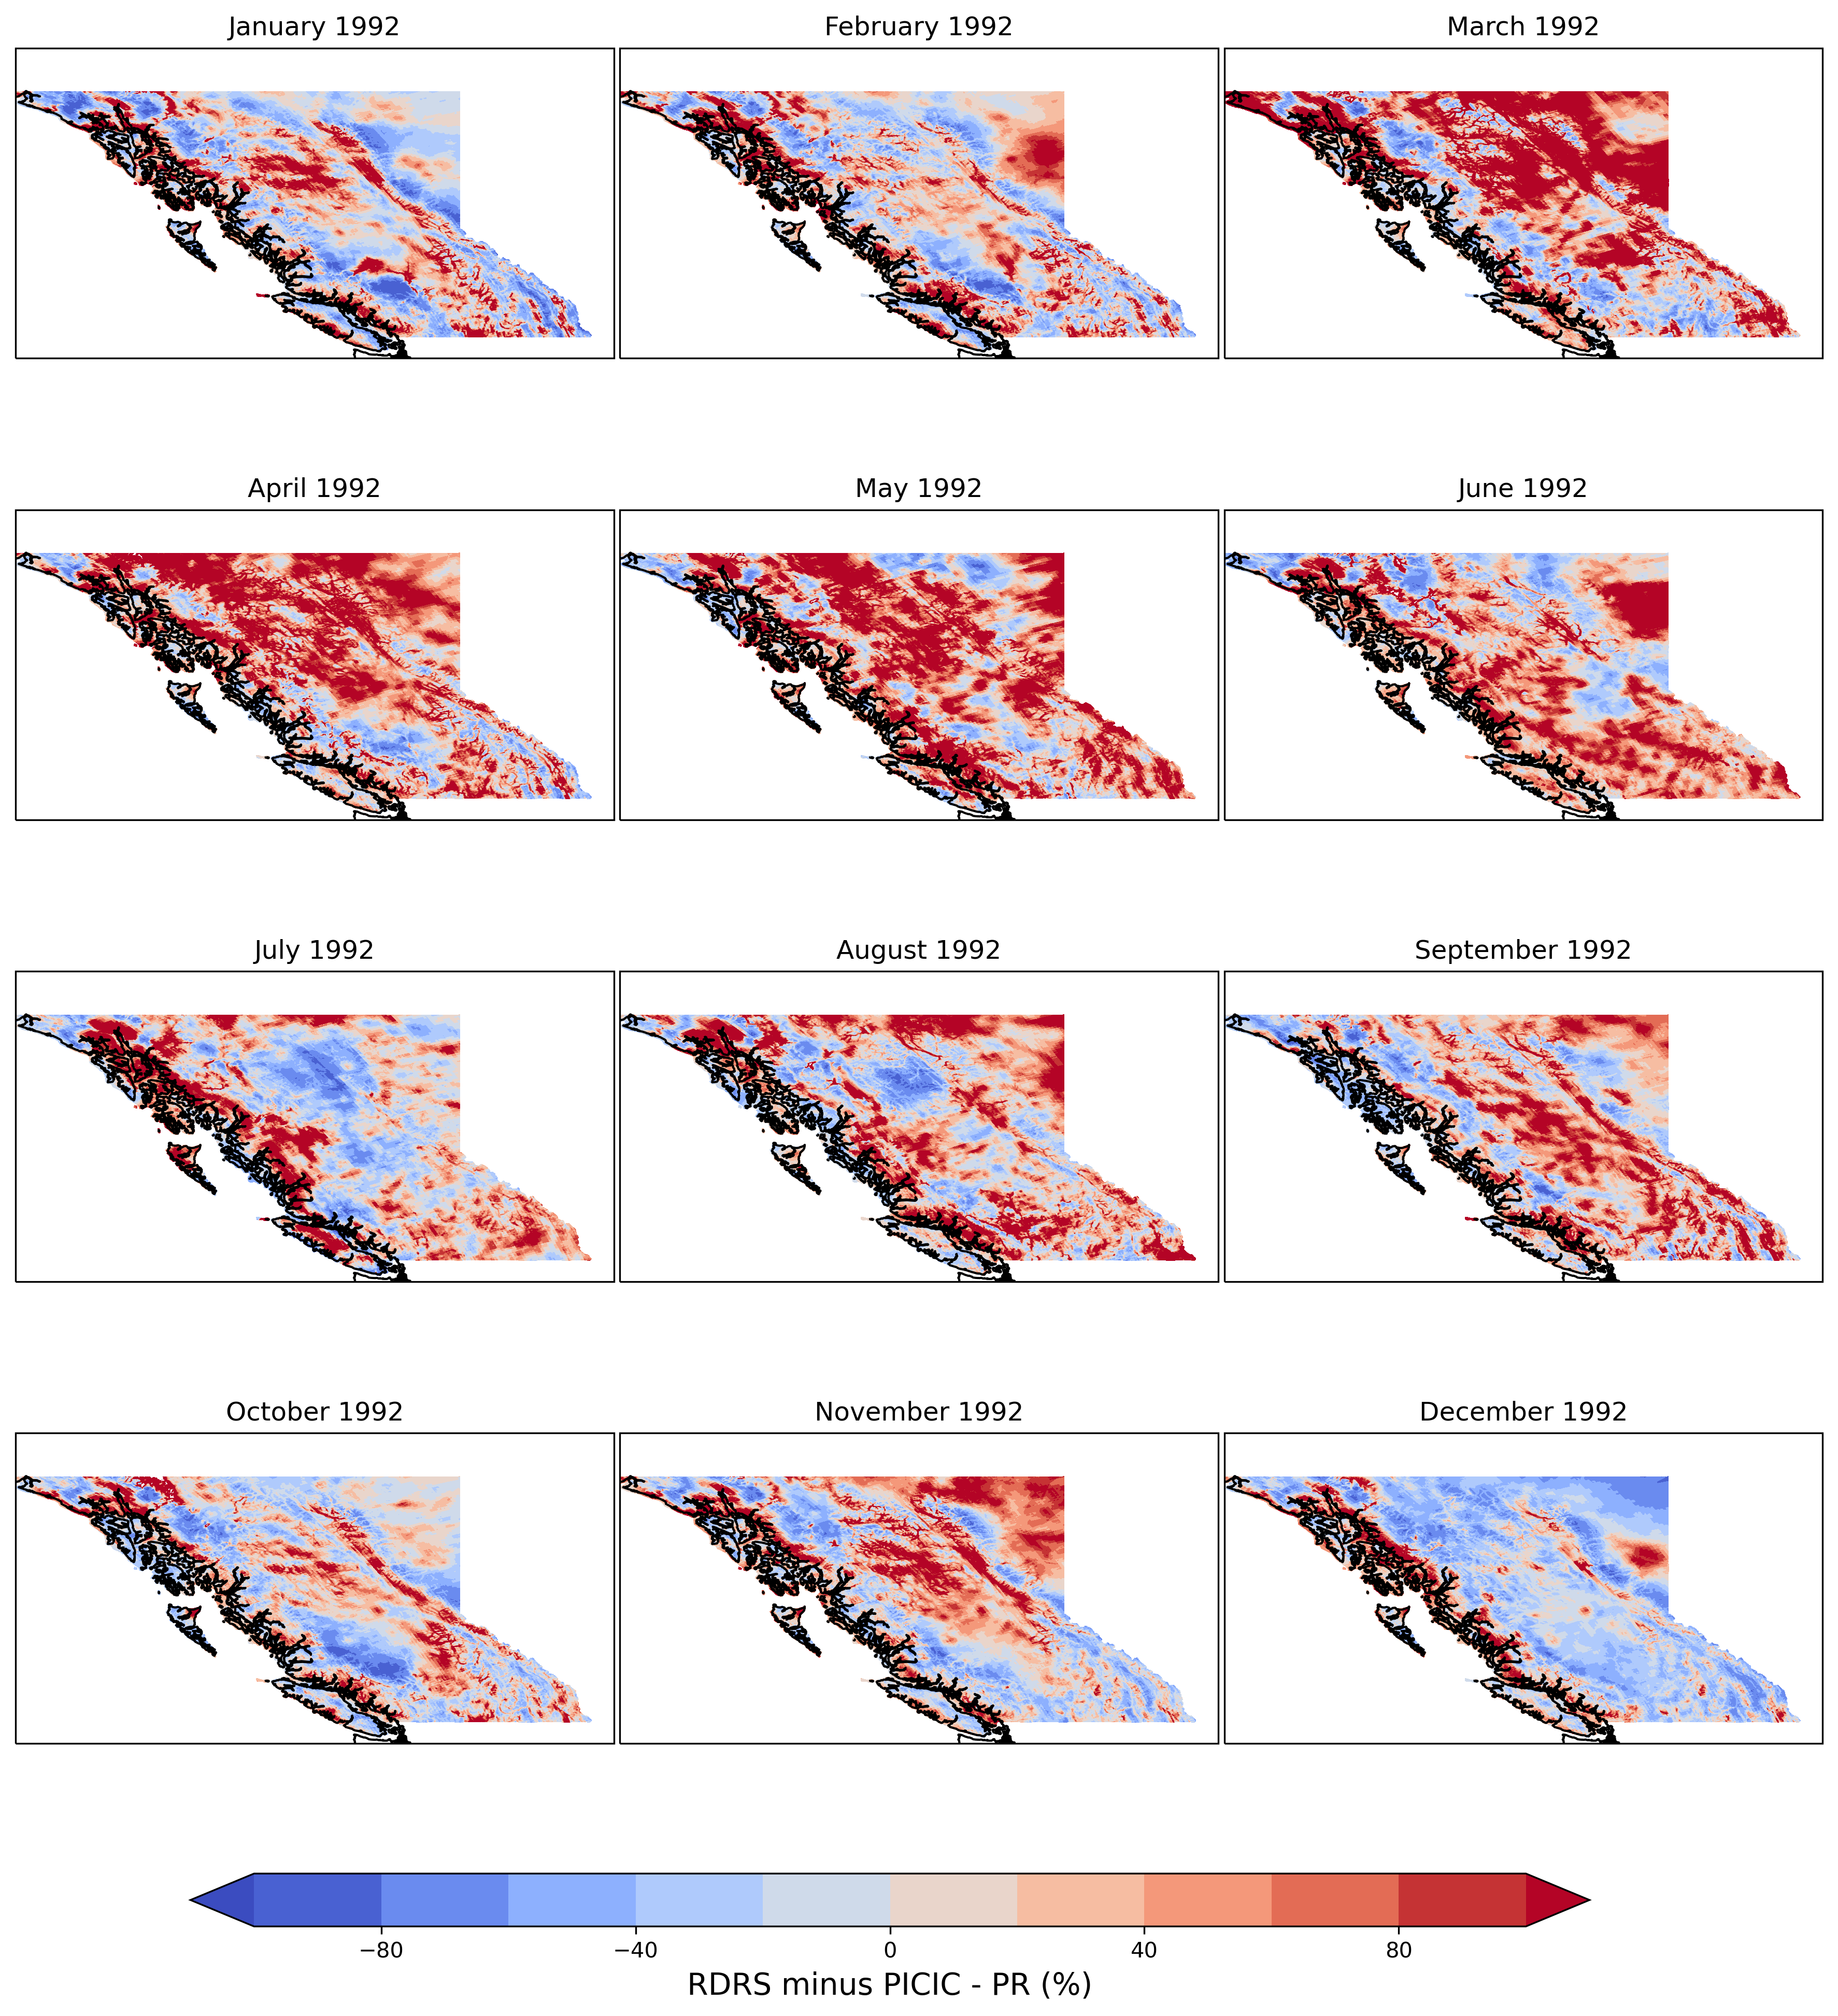 January 1992
February 1992
March 1992
April 1992
May 1992
June 1992
July 1992
August 1992
September 1992
October 1992
November 1992
December 1992
−80 −40 0 40 80
RDRS minus PICIC - PR (%)